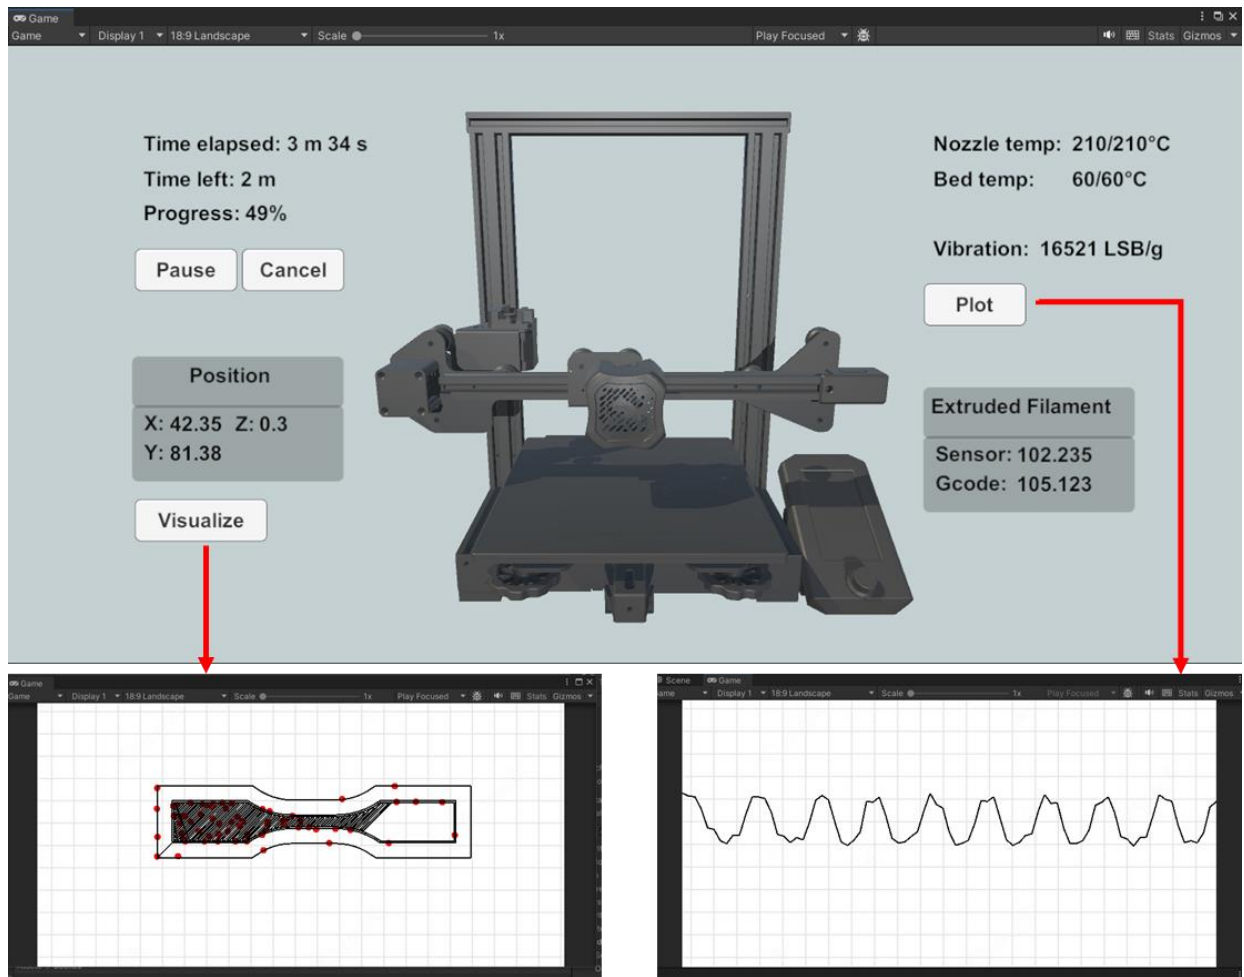 Game
Game Display 1 18:9 Landscape Scale 1x Play Focused Stats Gizmos
Time elapsed: 3 m 34 s
Time left: 2 m
Progress: 49%
Pause Cancel
Position
X: 42.35 Z: 0.3
Y: 81.38
Visualize
Nozzle temp: 210/210°C
Bed temp: 60/60°C
Vibration: 16521 LSB/g
Plot
Extruded Filament
Sensor: 102.235
Gcode: 105.123
Game
Game Display 1 18:9 Landscape Scale 1x Play Focused Stats Gizmos
Scene Game
ame Display 1 18:9 Landscape Scale 1x Play Focused Stats Gizmos